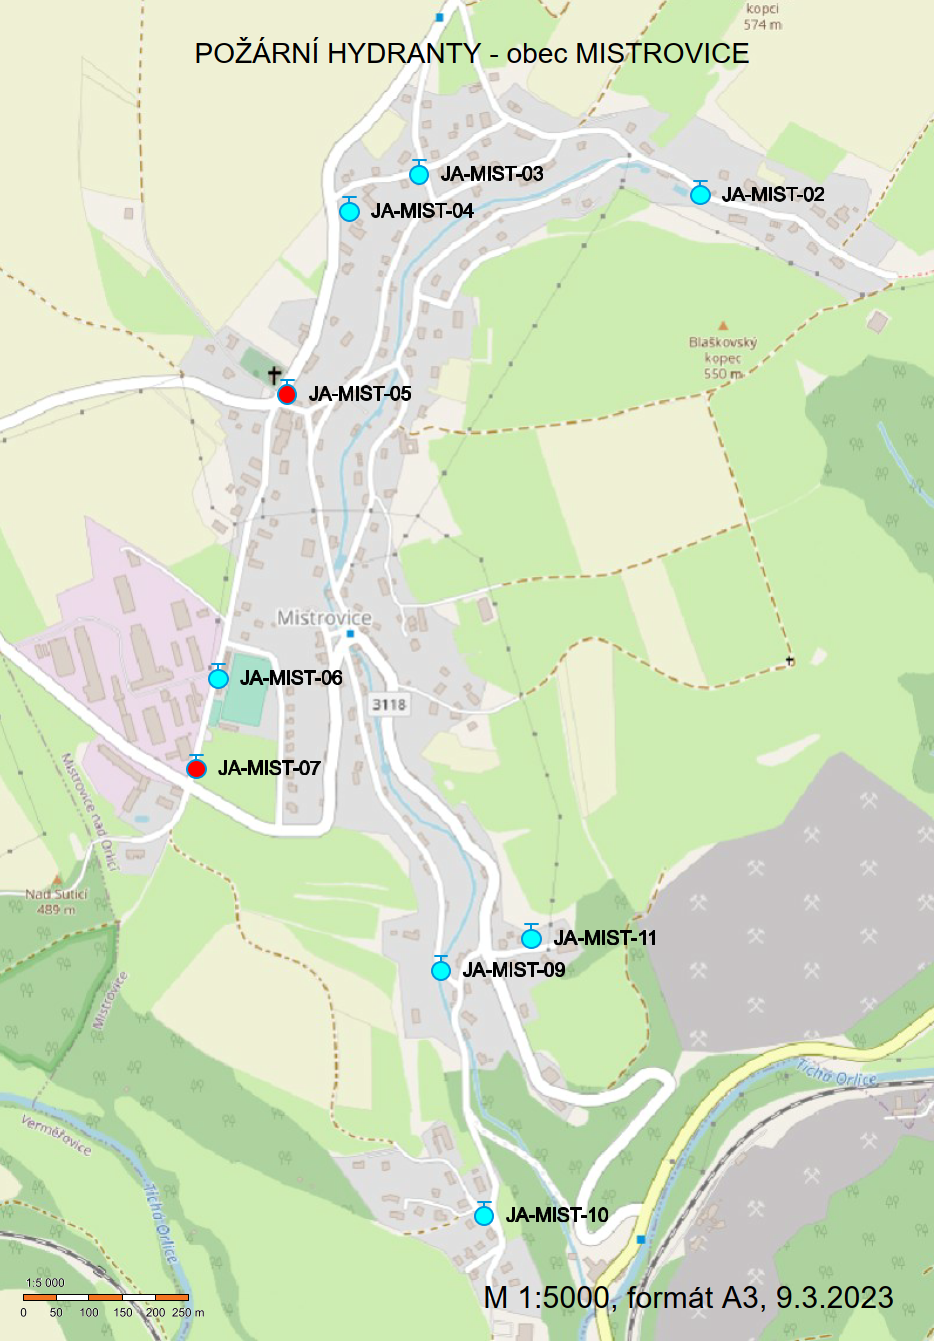 kopci
574 m
POŽÁRNÍ HYDRANTY - obec MISTROVICE
JA-MIST-03
JA-MIST-02
JA-MIST-04
Blaškovský
kopec
550 m
JA-MIST-05
Mistrovice
JA-MIST-06
3118
JA-MIST-07
Mistrovice nad Orlicí
Nad Suticí
489 m
JA-MIST-11
JA-MIST-09
Mistrovice
Tichá Orlice
Verměřovice
Tichá Orlice
JA-MIST-10
1:5 000
0 50 100 150 200 250 m
M 1:5000, formát A3, 9.3.2023